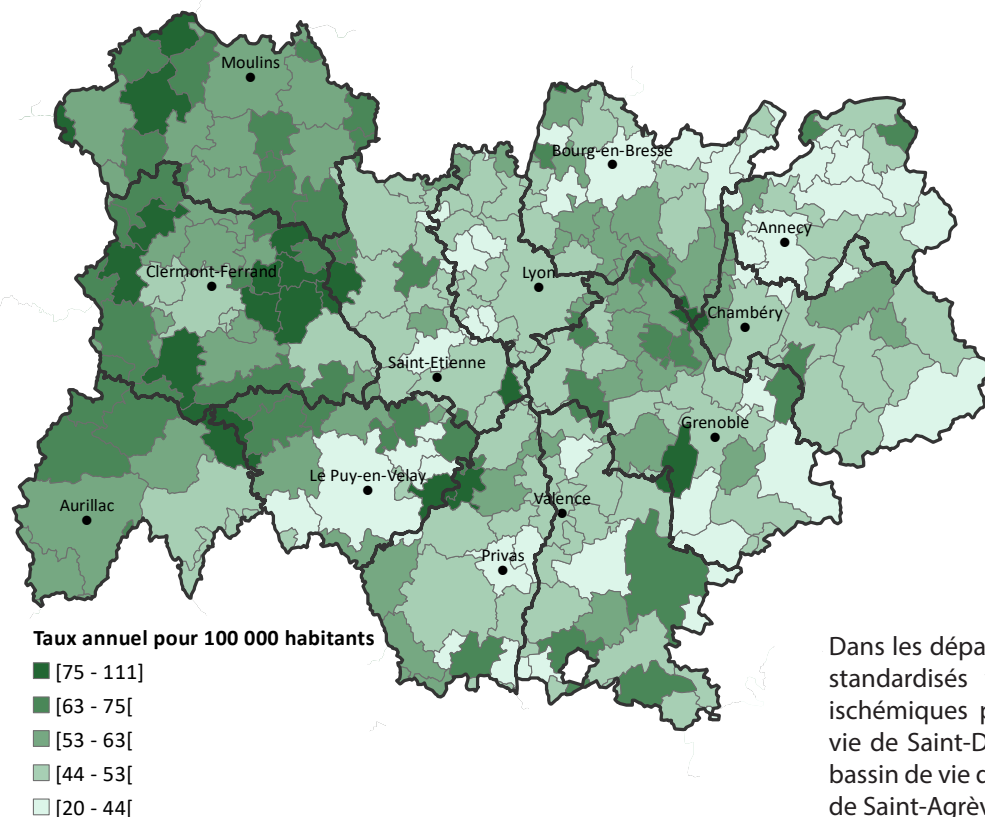 Moulins
Bourg-en-Bresse
Annecy
Clermont-Ferrand
Lyon
Chambéry
Saint-Etienne
Grenoble
Le Puy-en-Velay
Valence
Aurillac
Privas
Taux annuel pour 100 000 habitants
[75 - 111]
[63 - 75[
[53 - 63[
[44 - 53[
[20 - 44[
Dans les dépa
standardisés
ischémiques p
vie de Saint-D
bassin de vie d
de Saint-Agrèv